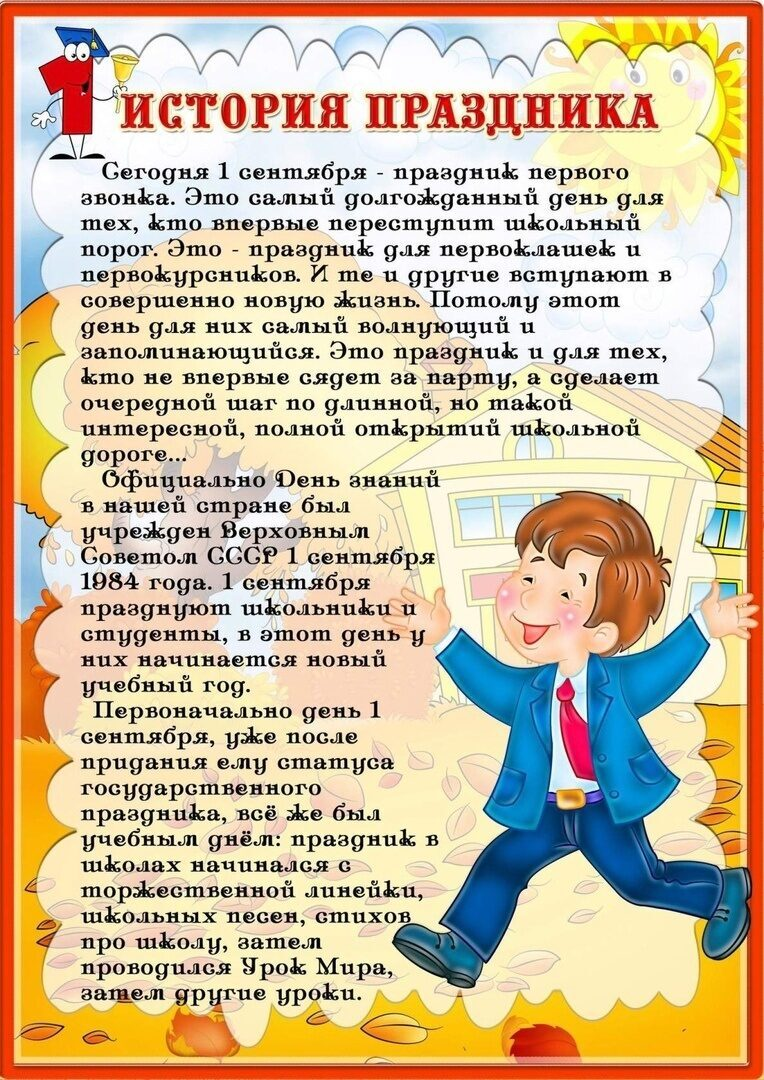 ИСТОРИЯ ПРАЗДНИКА
Сегодня 1 сентября - праздник первого
звонка. Это самый долгожданный день для
тех, кто впервые переступит школьный
порог. Это - праздник для первоклашек и
первокурсников. И те и другие вступают в
совершенно новую жизнь. Потому этот
день для них самый волнующий и
запоминающийся. Это праздник и для тех,
кто не впервые сядет за парту, а сделает
очередной шаг по длинной, но такой
интересной, полной открытий школьной
дороге...
Официально День знаний
в нашей стране был
учрежден Верховным
Советом СССР 1 сентября
1984 года. 1 сентября
празднуют школьники и
студенты, в этот день у
них начинается новый
учебный год.
Первоначально день 1
сентября, уже после
придания ему статуса
государственного
праздника, всё же был
учебным днём: праздник в
школах начинался с
торжественной линейки,
школьных песен, стихов
про школу, затем
проводился Урок Мира,
затем другие уроки.